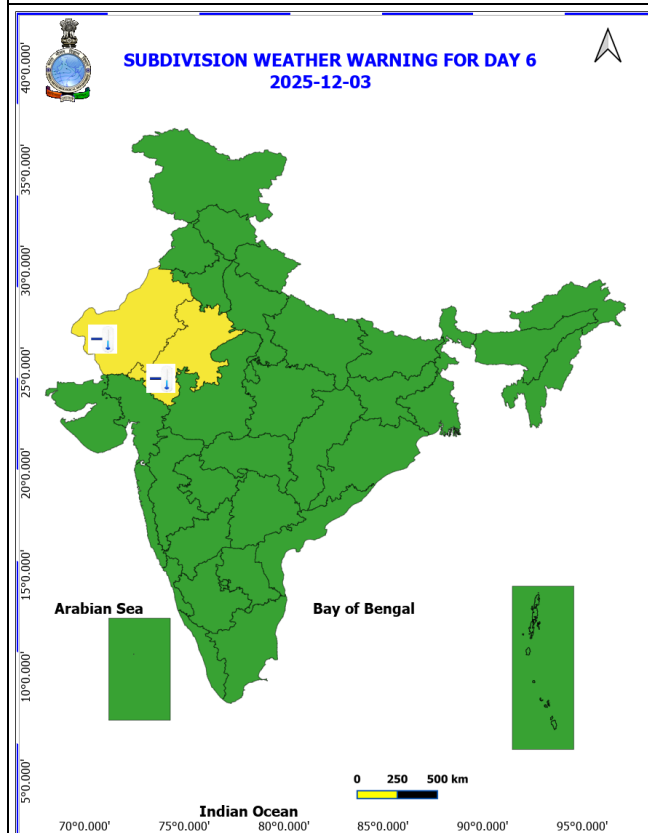 SUBDIVISION WEATHER WARNING FOR DAY 6
2025-12-03
40°0.000'
35°0.000'
30°0.000'
25°0.000'
20°0.000'
15°0.000'
10°0.000'
5°0.000'
Arabian Sea
Bay of Bengal
0 250 500 km
Indian Ocean
70°0.000' 75°0.000' 80°0.000' 85°0.000' 90°0.000' 95°0.000'